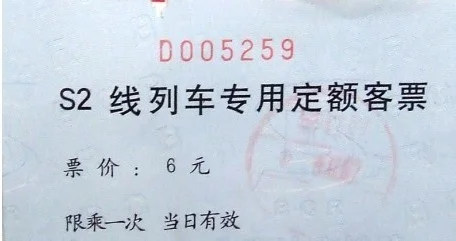 D005259
S2 线列车专用定额客票
票价：6元
限乘一次 当日有效